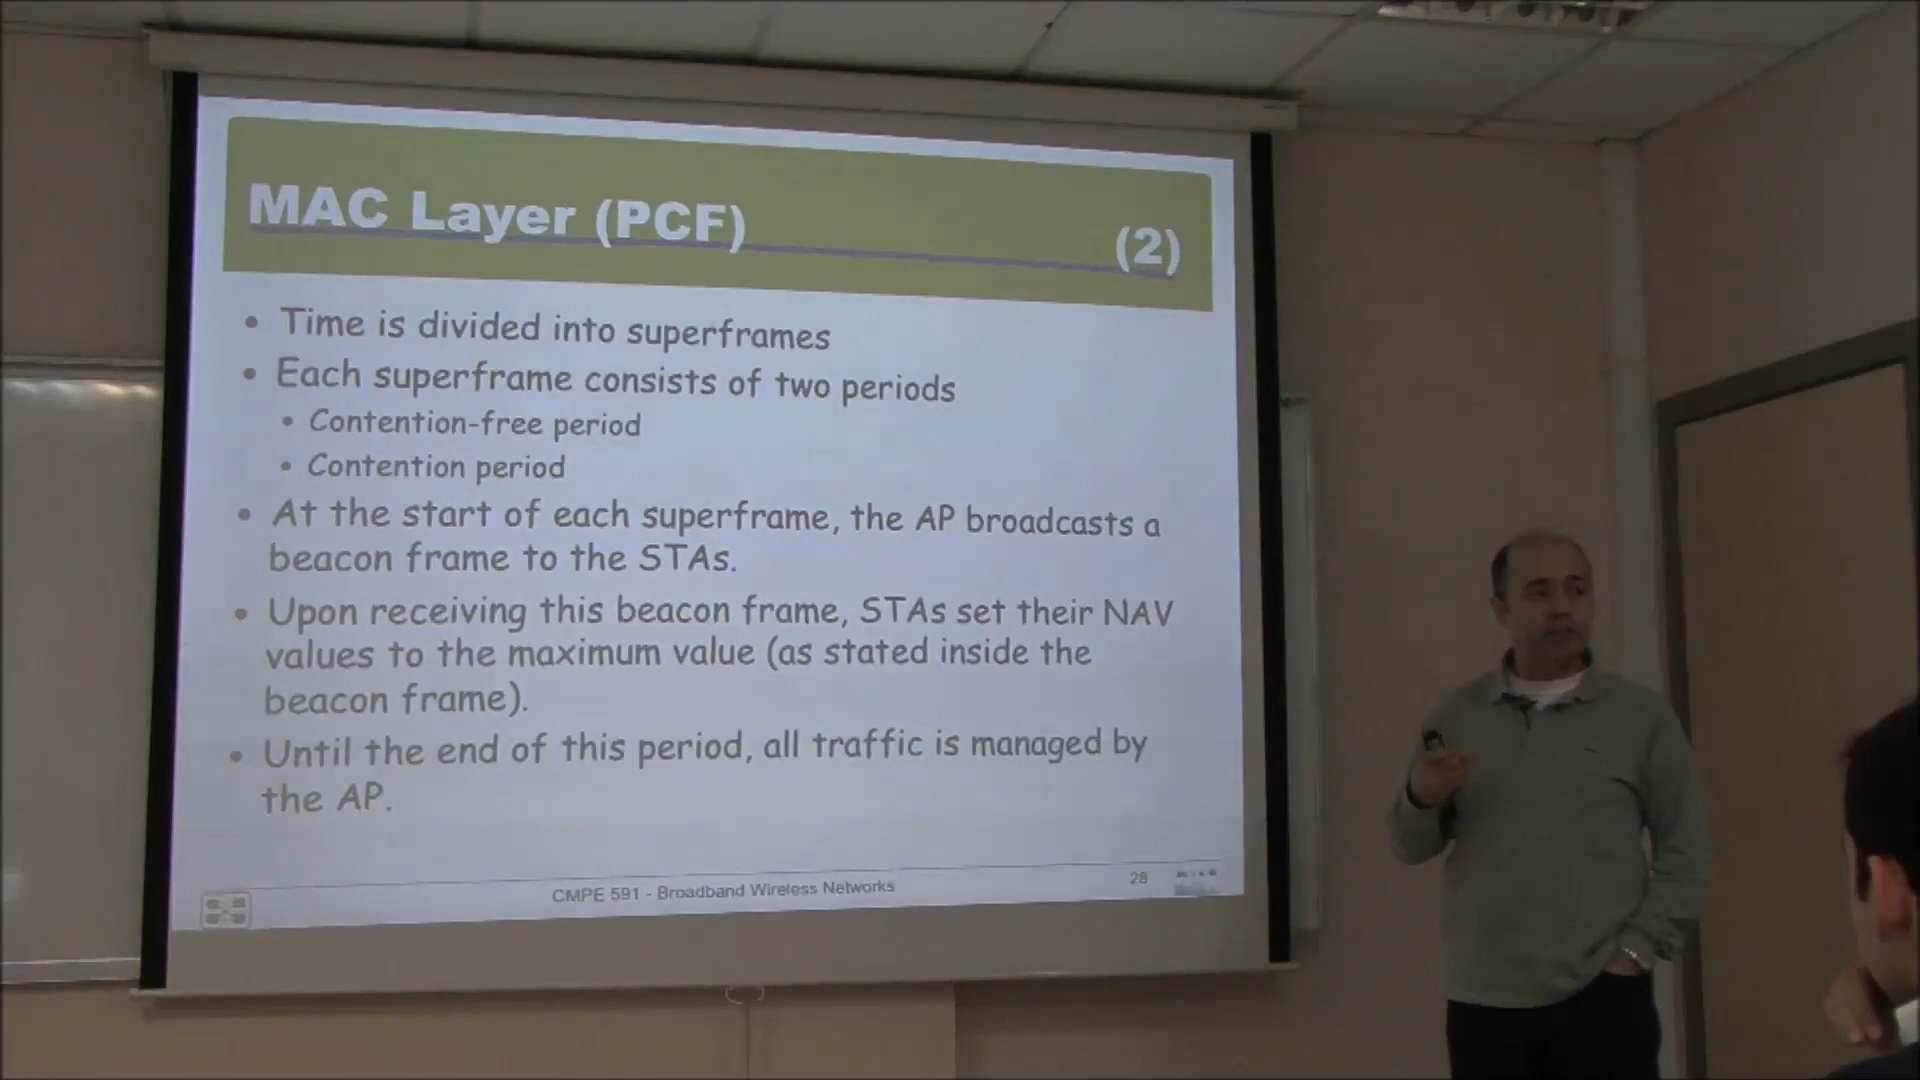 MAC Layer (PCF) (2)
• Time is divided into superframes
• Each superframe consists of two periods
• Contention-free period
• Contention period
• At the start of each superframe, the AP broadcasts a
beacon frame to the STAs.
• Upon receiving this beacon frame, STAs set their NAV
values to the maximum value (as stated inside the
beacon frame).
• Until the end of this period, all traffic is managed by
the AP.
CMPE 591 - Broadband Wireless Networks 28